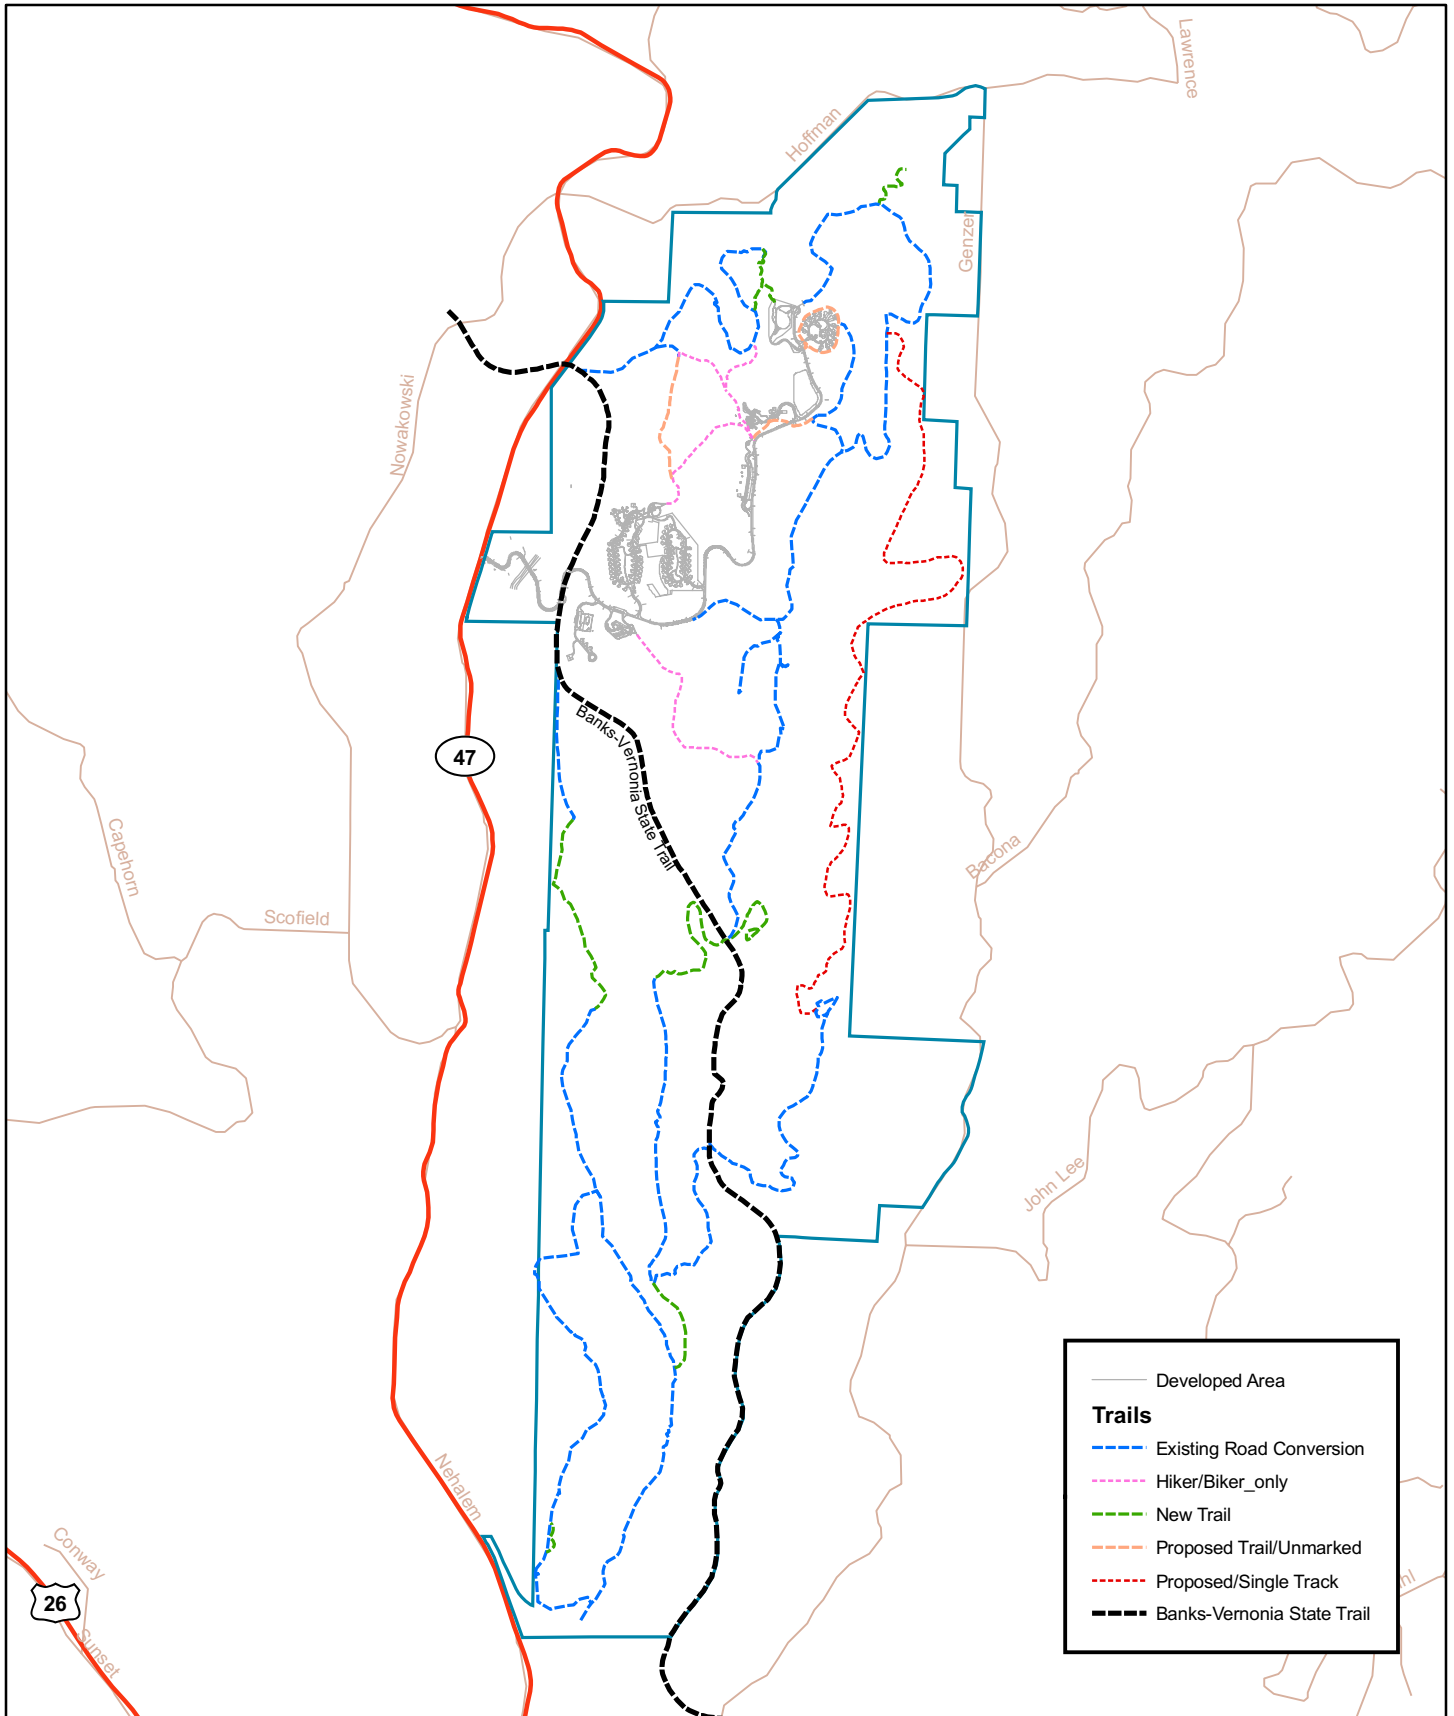 Lawrence
Hoffman
Genzer
Nowakowski
Banks-Vernonia State Trail
47
Capehorn
Scofield
Bacona
John Lee
Nehalem
Conway
26
Sunset
Developed Area
Trails
Existing Road Conversion
Hiker/Biker_only
New Trail
Proposed Trail/Unmarked
Proposed/Single Track
Banks-Vernonia State Trail